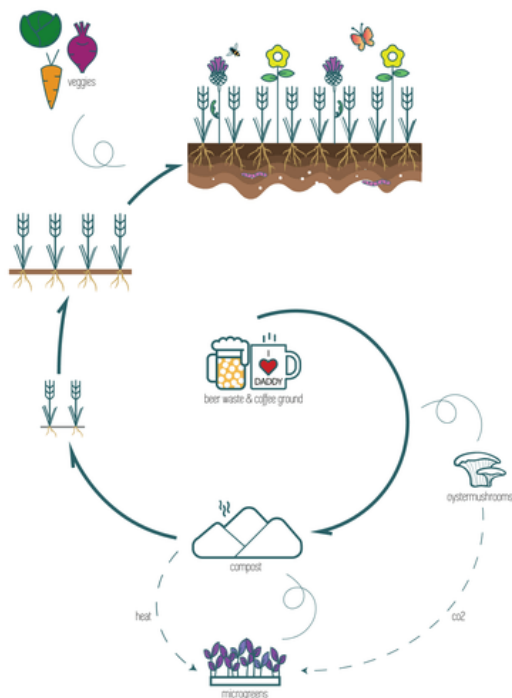 veggies
I
DADDY
beer waste & coffee ground
oystermushrooms
compost
heat
co2
microgreens